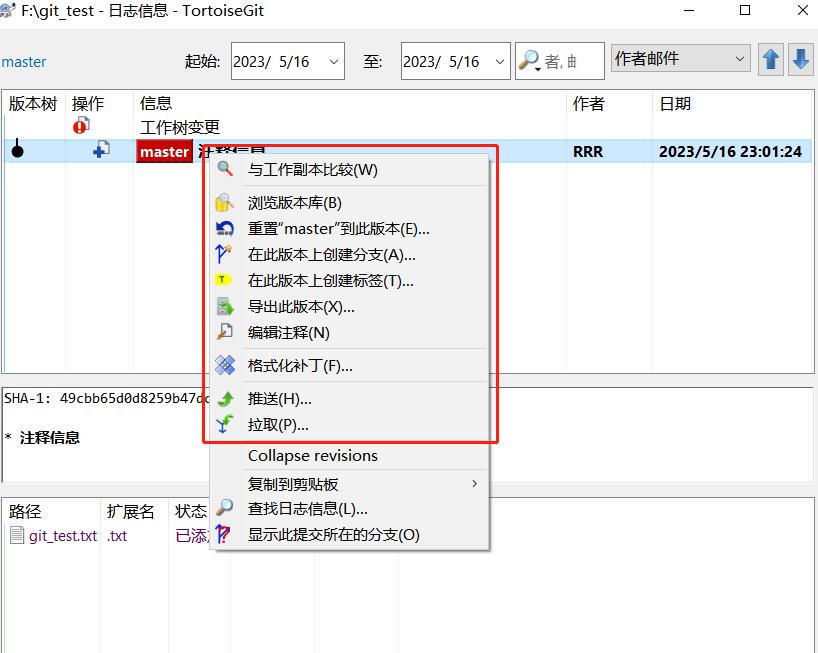 F:\git_test - 日志信息 - TortoiseGit
master
起始: 2023/ 5/16 至: 2023/ 5/16 者, 作者邮件
版本树 操作 信息 作者 日期
工作树变更
master 注释信息 RRR 2023/5/16 23:01:24
与工作副本比较(W)
浏览版本库(B)
重置“master”到此版本(E)...
在此版本上创建分支(A)...
在此版本上创建标签(T)...
导出此版本(X)...
编辑注释(N)
格式化补丁(F)...
推送(H)...
拉取(P)...
Collapse revisions
复制到剪贴板
查找日志信息(L)...
显示此提交所在的分支(O)
SHA-1: 49cbb65d0d8259b47dc
* 注释信息
路径 扩展名 状态
git_test.txt .txt 已添